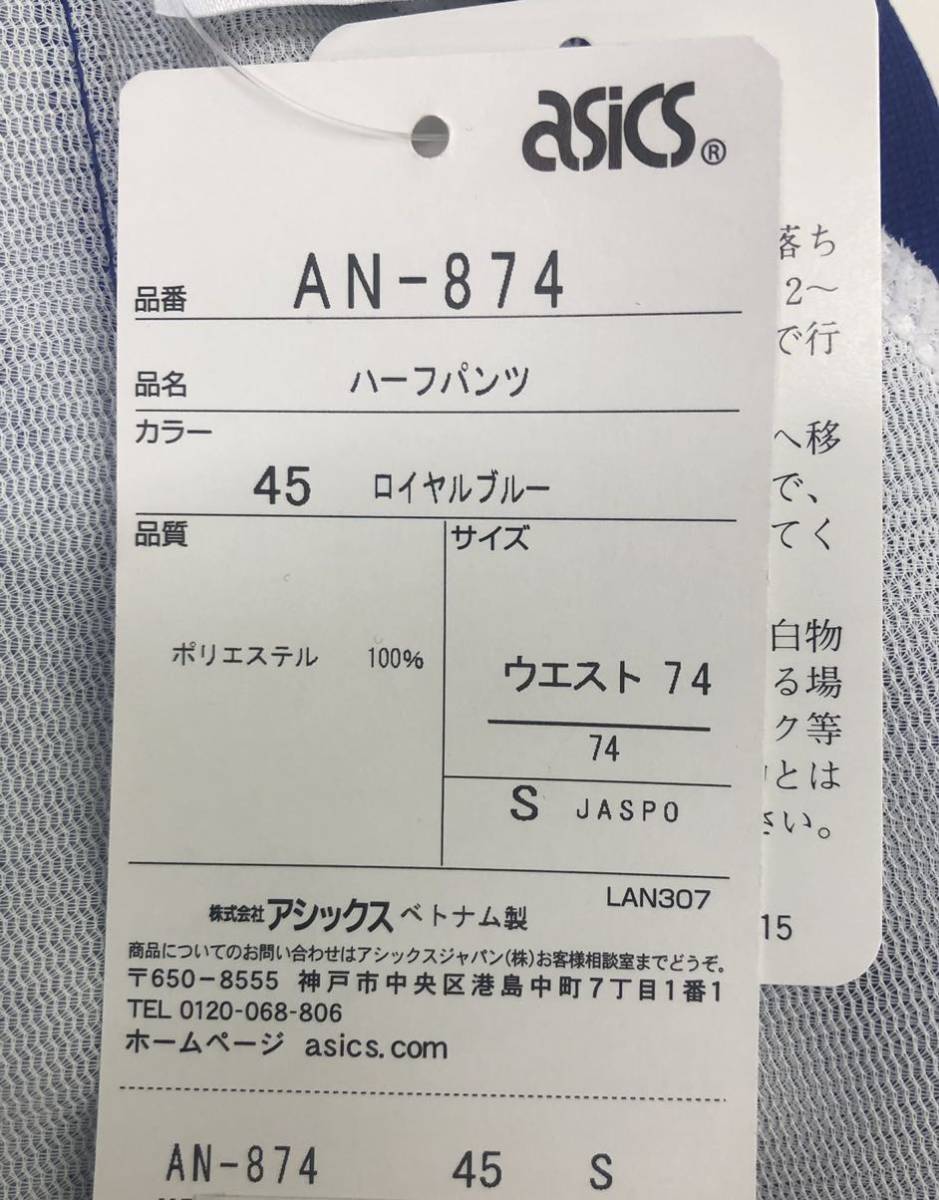 asics®
品番 AN-874
品名 ハーフパンツ
カラー
45 ロイヤルブルー
品質 サイズ
ポリエステル 100%
ウエスト 74
74
S JASPO
LAN307
株式会社アシックス ベトナム製
商品についてのお問い合わせはアシックスジャパン(株)お客様相談室までどうぞ。
〒650-8555 神戸市中央区港島中町7丁目1番1
TEL 0120-068-806
ホームページ asics.com
AN-874 45 S
落ち
2〜
で行
へ移
で、
てく
白物
る場
ク等
とは
さい。
15